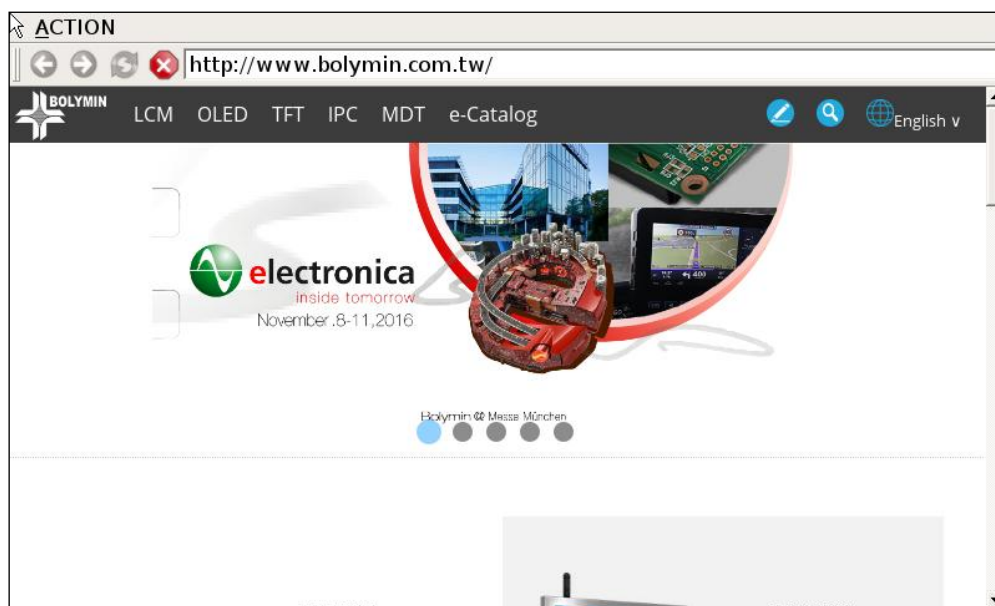 ACTION
http://www.bolymin.com.tw/
BOLYMIN
LCM OLED TFT IPC MDT e-Catalog English ∨
electronica
inside tomorrow
November.8-11,2016
400
Bolymin @ Messe München